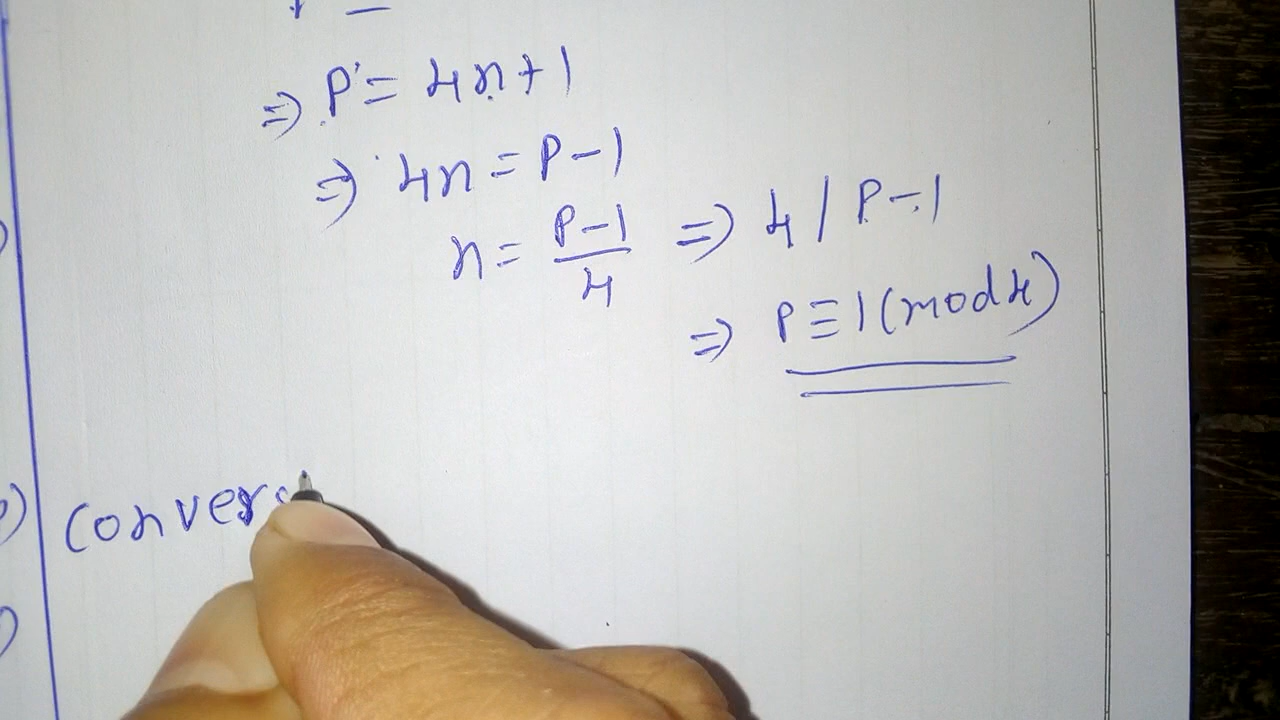 ⇒ P = 4n+1
⇒ 4n = P-1
n = P-1/4 ⇒ 4 / P-1
⇒ P ≡ 1 (mod 4)
Convers